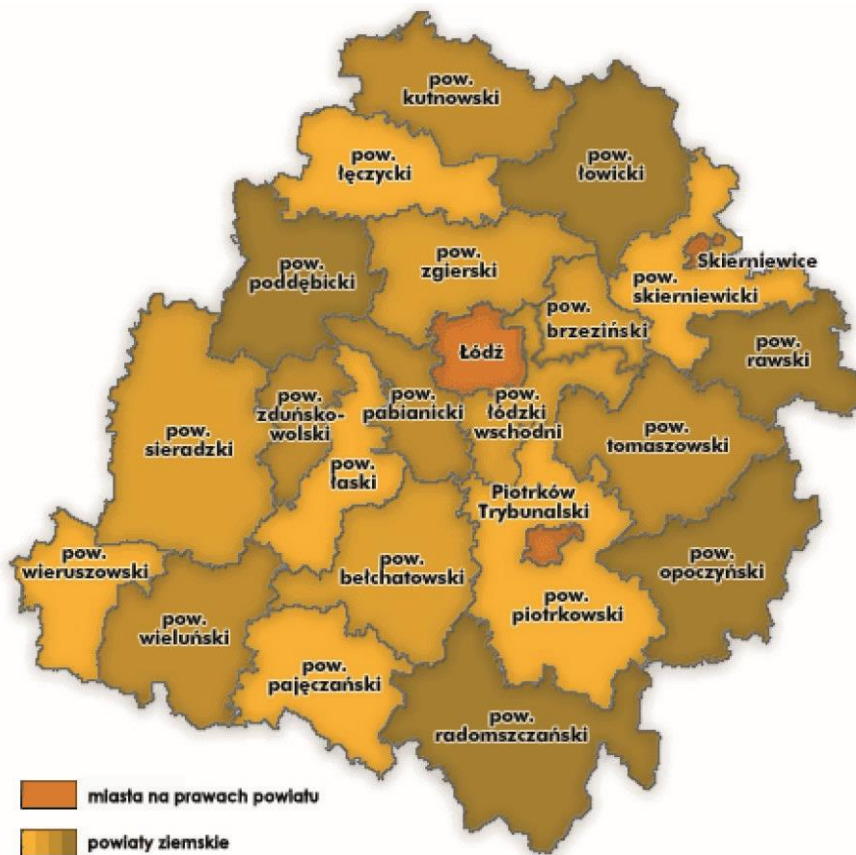 pow.
kutnowski
pow.
łęczycki
pow.
łowicki
Skierniewice
pow.
zgierski
pow.
poddębicki
pow.
skierniewicki
pow.
brzeziński
pow.
rawski
Łódź
pow.
zduńsko-
wolski
pow.
pabianicki
pow.
łódzki
wschodni
pow.
sieradzki
pow.
tomaszowski
pow.
łaski
Piotrków
Trybunalski
pow.
wieruszowski
pow.
bełchatowski
pow.
opoczyński
pow.
wieluński
pow.
piotrkowski
pow.
pajęczański
pow.
radomszczański
miasta na prawach powiatu
powiaty ziemskie